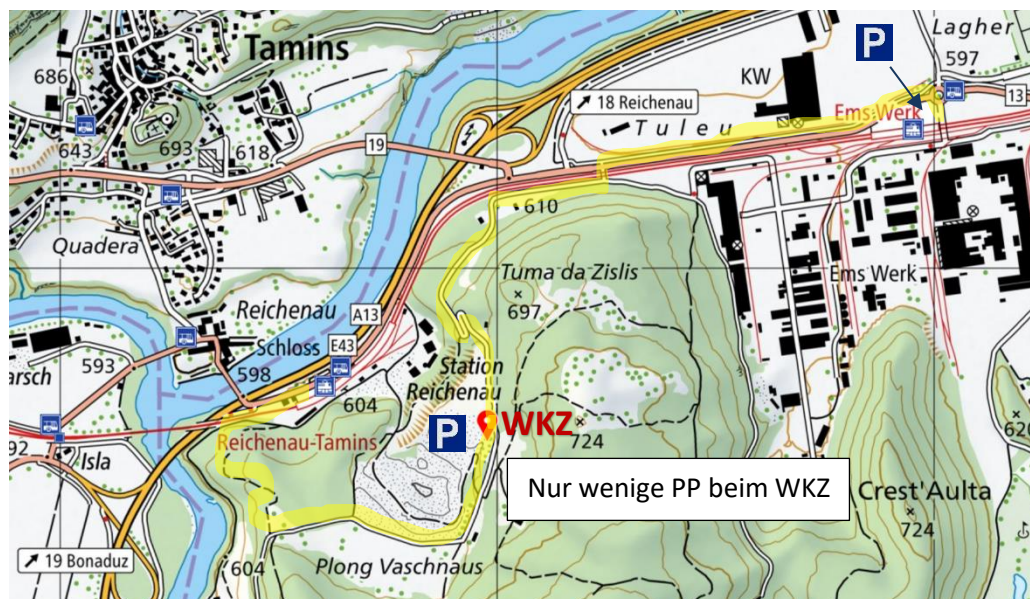 Tamins
686
643
693
618
19
Quadera
Reichenau
Schloss
598
593
arsch
92
Isla
604
Reichenau-Tamins
A13
E43
Station
Reichenau
P
WKZ
724
Nur wenige PP beim WKZ
↗ 19 Bonaduz
604
Plong Vaschnaus
↗ 18 Reichenau
Tuleu
KW
P
Lagher
597
13
Ems-Werk
610
Tuma da Zislis
697
Ems Werk
Crest'Aulta
724
620